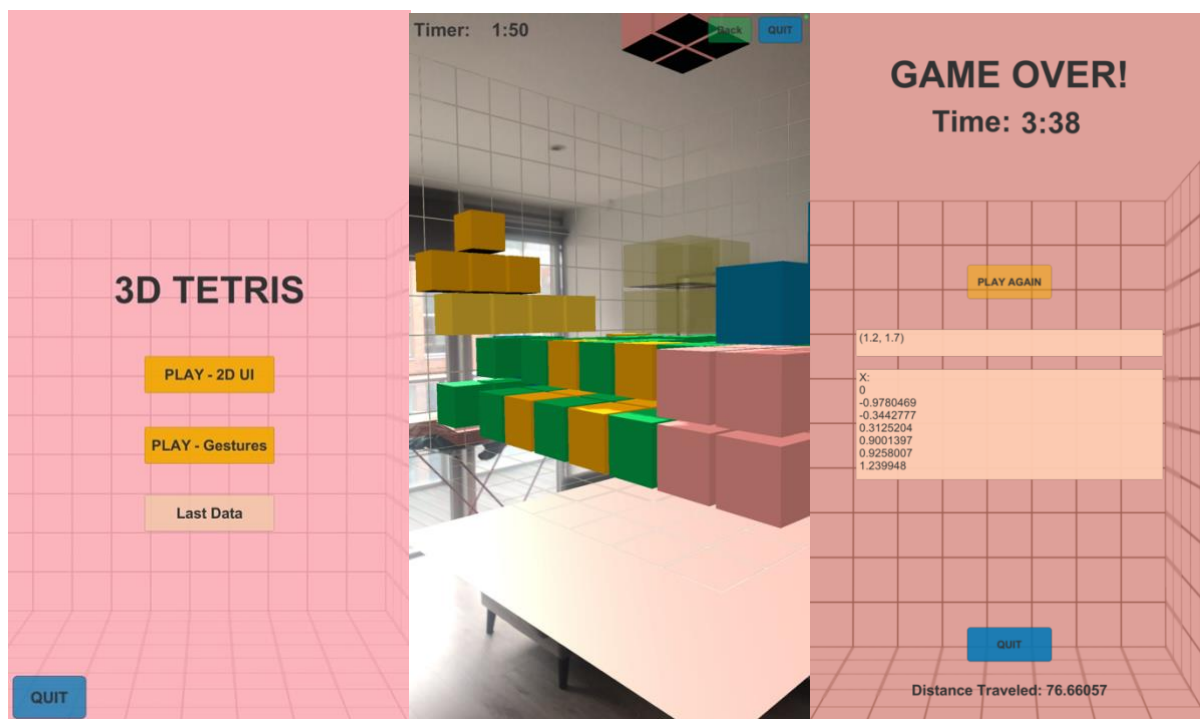 3D TETRIS
PLAY - 2D UI
PLAY - Gestures
Last Data
QUIT
Timer: 1:50
Back
QUIT
GAME OVER!
Time: 3:38
PLAY AGAIN
(1.2, 1.7)
X:
0
-0.9780469
-0.3442777
0.3125204
0.9001397
0.9258007
1.239948
QUIT
Distance Traveled: 76.66057